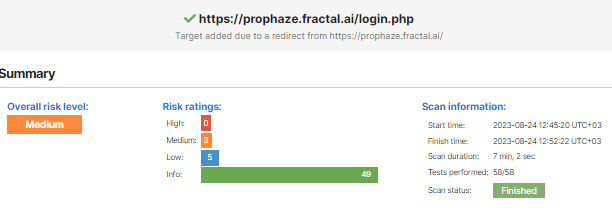 https://prophaze.fractal.ai/login.php
Target added due to a redirect from https://prophaze.fractal.ai/
Summary
Overall risk level:
Medium
Risk ratings:
High: 0
Medium: 3
Low: 5
Info: 49
Scan information:
Start time: 2023-08-24 12:45:20 UTC+03
Finish time: 2023-08-24 12:52:22 UTC+03
Scan duration: 7 min, 2 sec
Tests performed: 58/58
Scan status: Finished